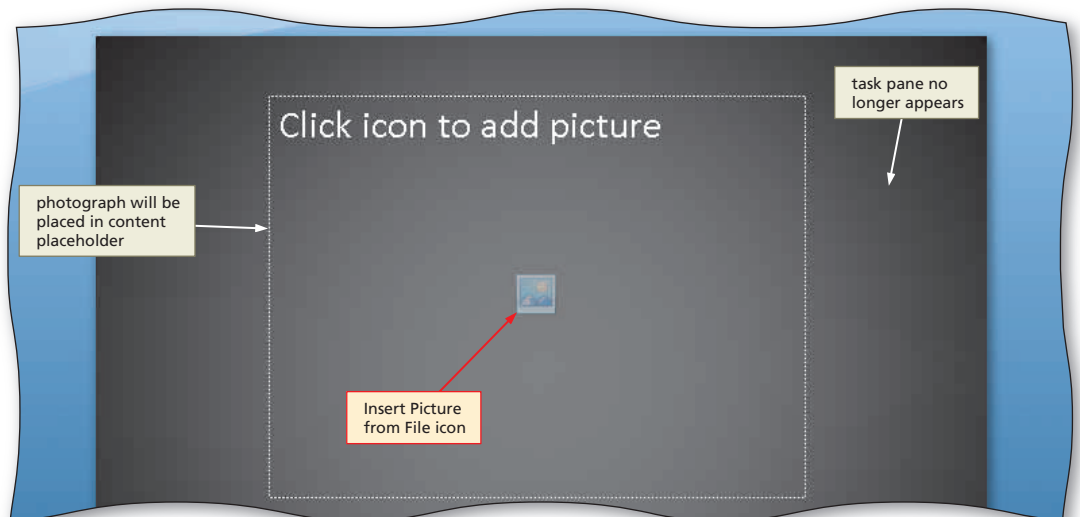 task pane no
longer appears
Click icon to add picture
photograph will be
placed in content
placeholder
Insert Picture
from File icon